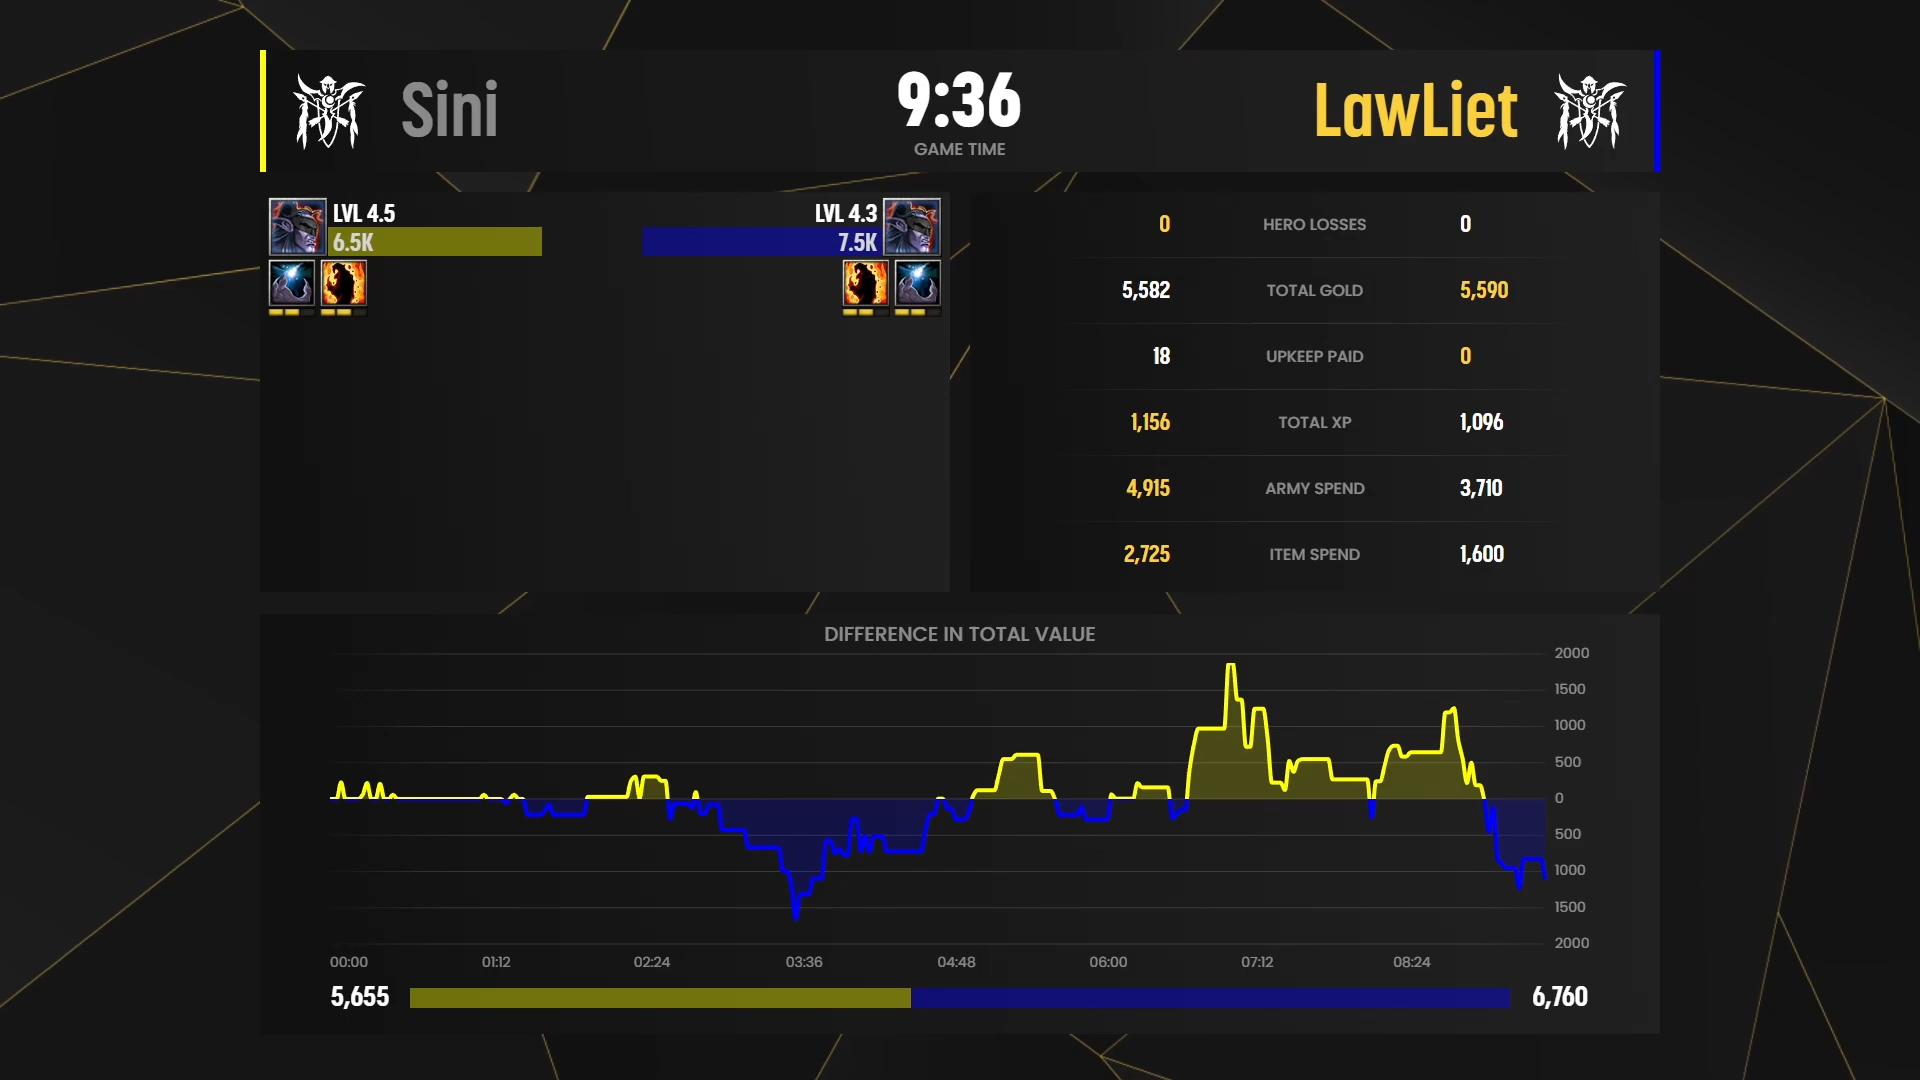 Sini
9:36
GAME TIME
LawLiet
LVL 4.5
6.5K
LVL 4.3
7.5K
0 HERO LOSSES 0
5,582 TOTAL GOLD 5,590
18 UPKEEP PAID 0
1,156 TOTAL XP 1,096
4,915 ARMY SPEND 3,710
2,725 ITEM SPEND 1,600
DIFFERENCE IN TOTAL VALUE
2000
1500
1000
500
0
500
1000
1500
2000
00:00 01:12 02:24 03:36 04:48 06:00 07:12 08:24
5,655 6,760